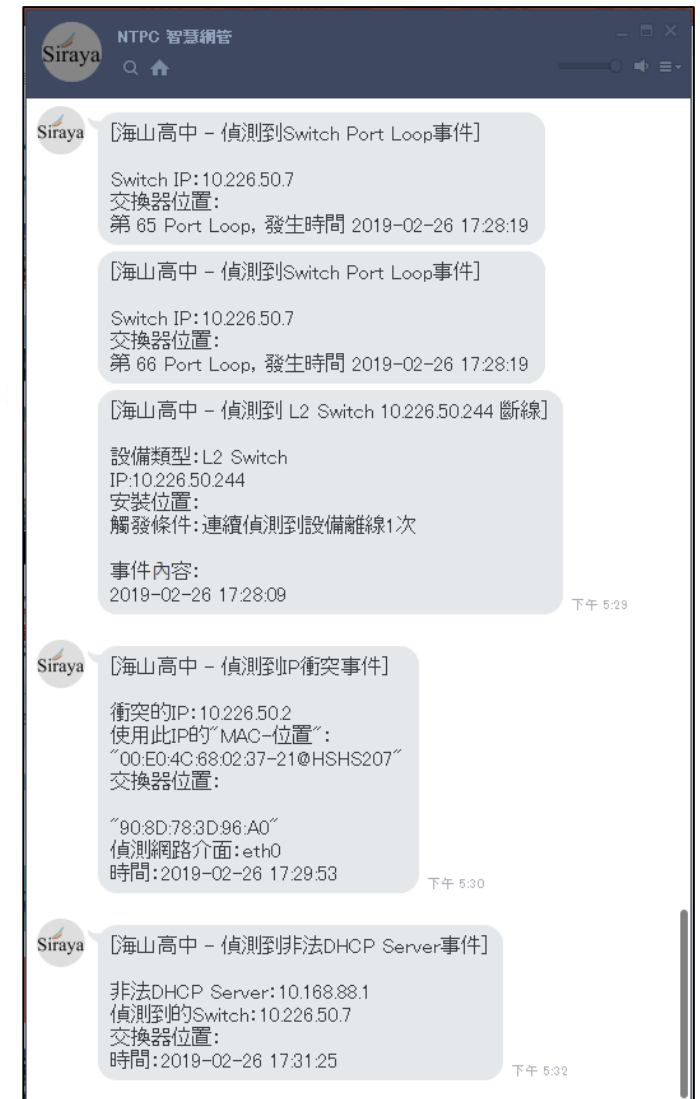 Siraya
NTPC 智慧網管
Siraya
[海山高中 - 偵測到Switch Port Loop事件]
Switch IP:10.226.50.7
交換器位置:
第 65 Port Loop, 發生時間 2019-02-26 17:28:19
[海山高中 - 偵測到Switch Port Loop事件]
Switch IP:10.226.50.7
交換器位置:
第 66 Port Loop, 發生時間 2019-02-26 17:28:19
[海山高中 - 偵測到 L2 Switch 10.226.50.244 斷線]
設備類型:L2 Switch
IP:10.226.50.244
安裝位置:
觸發條件:連續偵測到設備離線1次
事件內容:
2019-02-26 17:28:09
下午 5:29
Siraya
[海山高中 - 偵測到IP衝突事件]
衝突的IP:10.226.50.2
使用此IP的"MAC-位置":
"00:E0:4C:68:02:37-21@HSHS207"
交換器位置:
"90:8D:78:3D:96:A0"
偵測網路介面:eth0
時間:2019-02-26 17:29:53
下午 5:30
Siraya
[海山高中 - 偵測到非法DHCP Server事件]
非法DHCP Server:10.168.88.1
偵測到的Switch:10.226.50.7
交換器位置:
時間:2019-02-26 17:31:25
下午 5:32